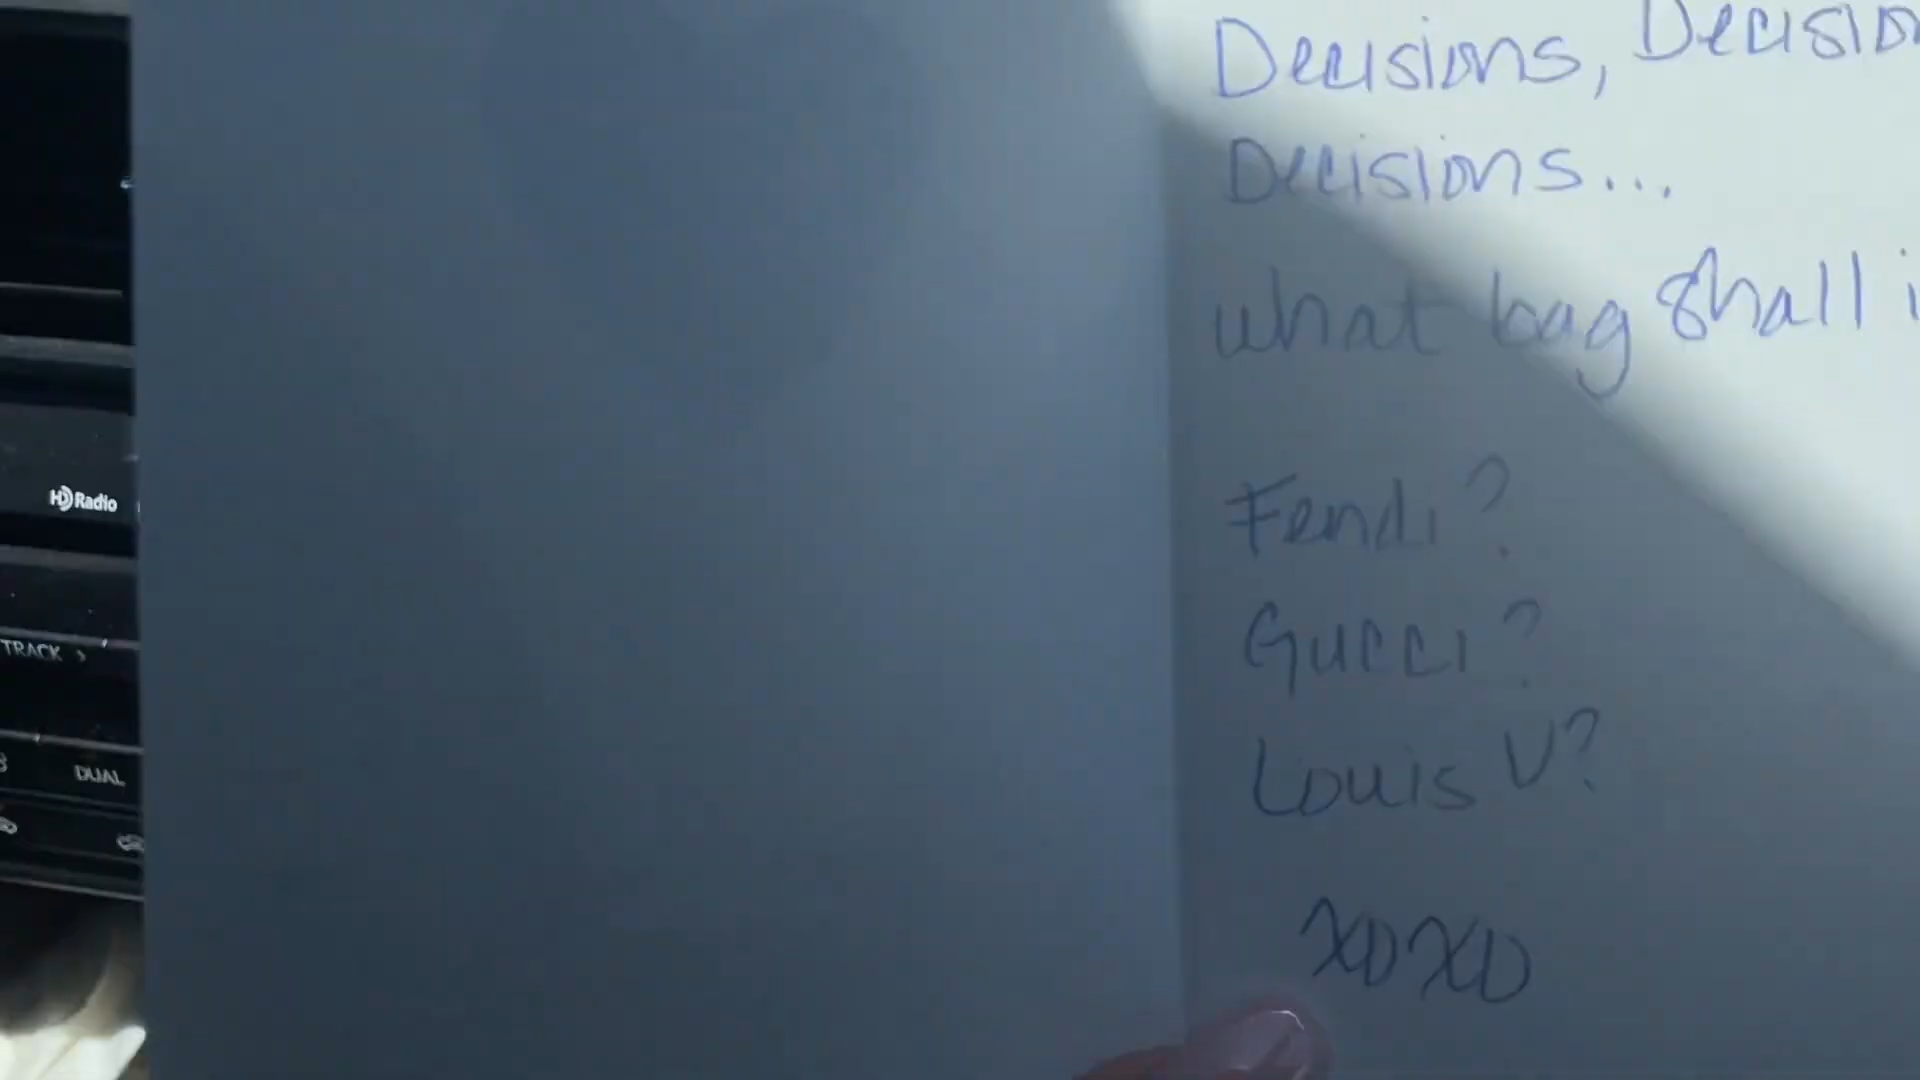 Decisions, Decision
Decisions...
what bag shall i
Fendi?
Gucci?
Louis V?
XOXO
HD Radio
TRACK >
DUAL